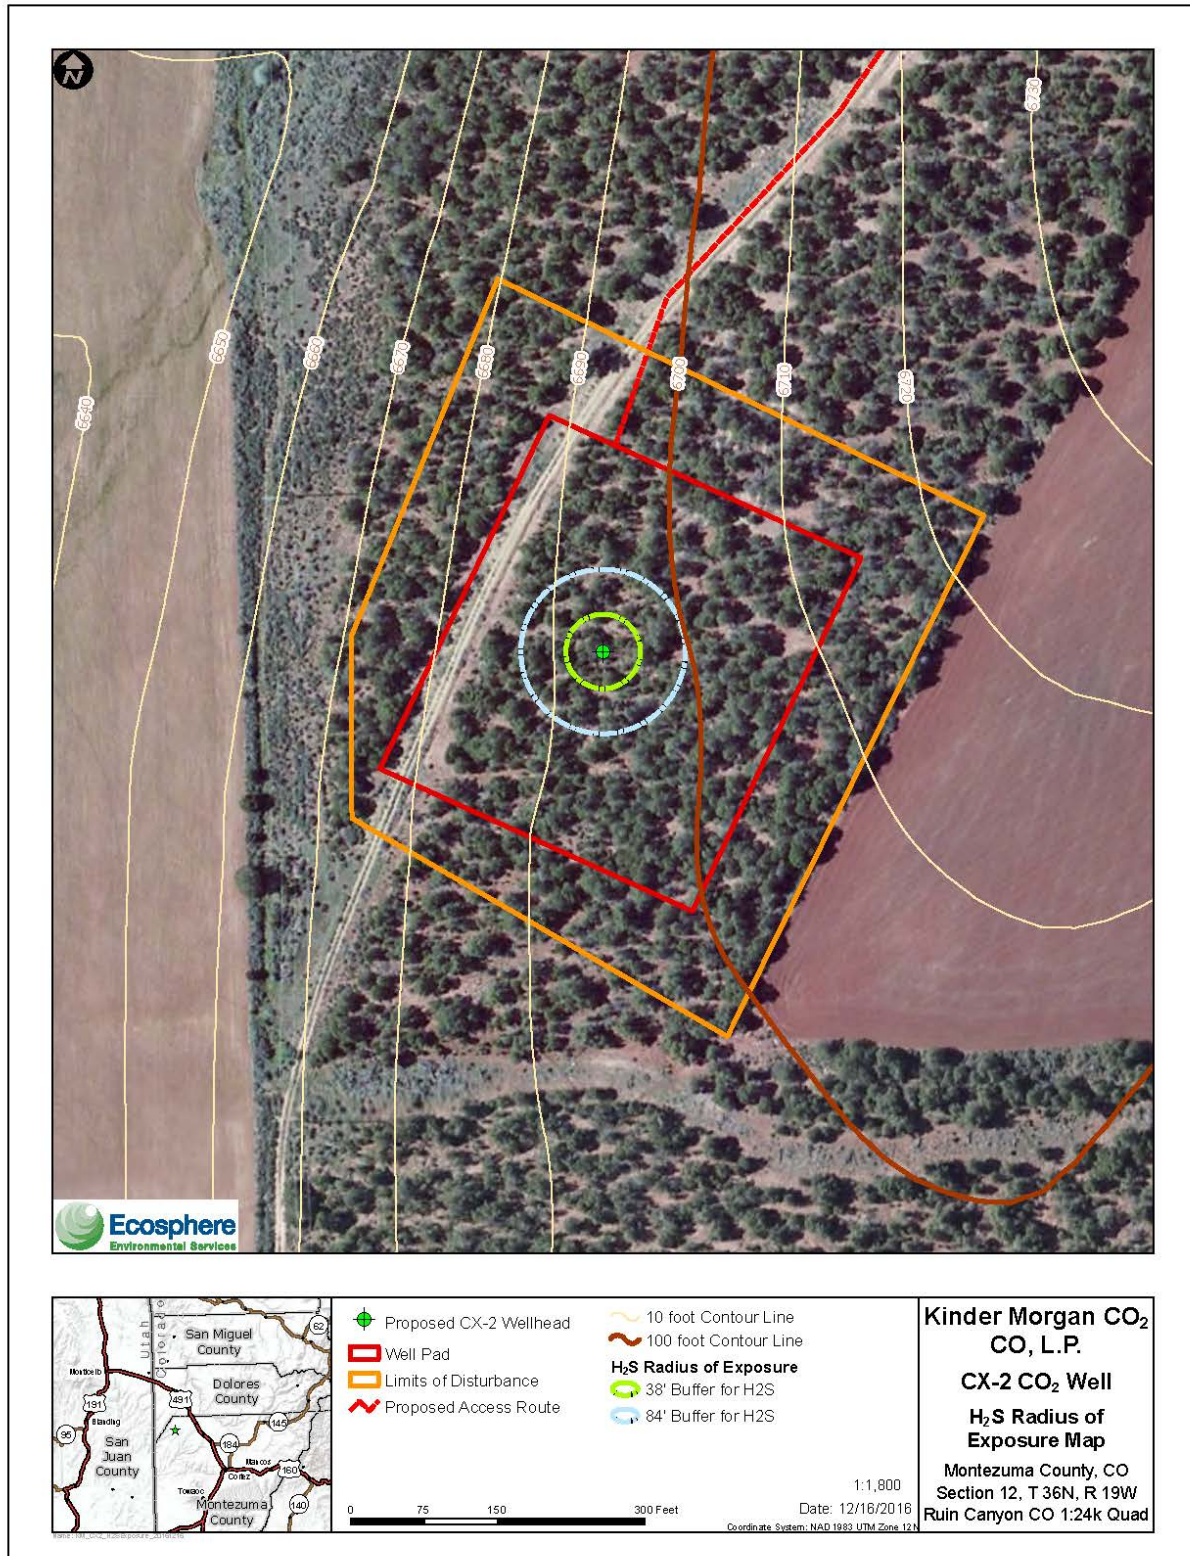 N
6730
6650
6660
6670
6680
6690
6700
6710
6720
6640
Ecosphere
Environmental Services
Utah
Colorado
San Miguel
County
62
Monticello
Dolores
County
191
491
Blanding
145
95
San
Juan
County
184
Mancos
Cortez
160
Towaoc
Montezuma
County
140
Proposed CX-2 Wellhead
Well Pad
Limits of Disturbance
Proposed Access Route
10 foot Contour Line
100 foot Contour Line
H₂S Radius of Exposure
38' Buffer for H2S
84' Buffer for H2S
0 75 150 300 Feet
1:1,800
Date: 12/16/2016
Coordinate System: NAD 1983 UTM Zone 12N
Kinder Morgan CO₂
CO, L.P.
CX-2 CO₂ Well
H₂S Radius of
Exposure Map
Montezuma County, CO
Section 12, T 36N, R 19W
Ruin Canyon CO 1:24k Quad